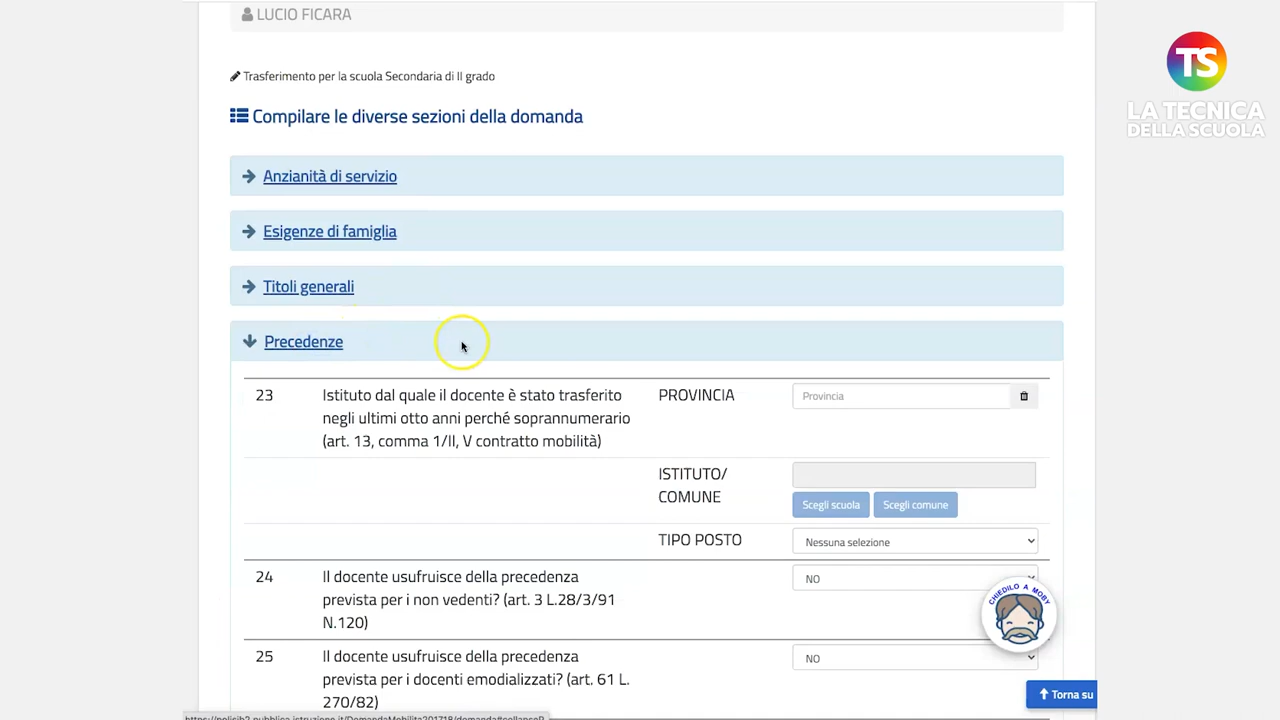 LUCIO FICARA
TS
LA TECNICA
DELLA SCUOLA
Trasferimento per la scuola Secondaria di II grado
Compilare le diverse sezioni della domanda
Anzianità di servizio
Esigenze di famiglia
Titoli generali
Precedenze
23
Istituto dal quale il docente è stato trasferito
negli ultimi otto anni perché soprannumerario
(art. 13, comma 1/II, V contratto mobilità)
PROVINCIA
Provincia
ISTITUTO/
COMUNE
Scegli scuola
Scegli comune
TIPO POSTO
Nessuna selezione
24
Il docente usufruisce della precedenza
prevista per i non vedenti? (art. 3 L.28/3/91
N.120)
NO
CHIEDILO A MOBY
25
Il docente usufruisce della precedenza
prevista per i docenti emodializzati? (art. 61 L.
270/82)
NO
Torna su